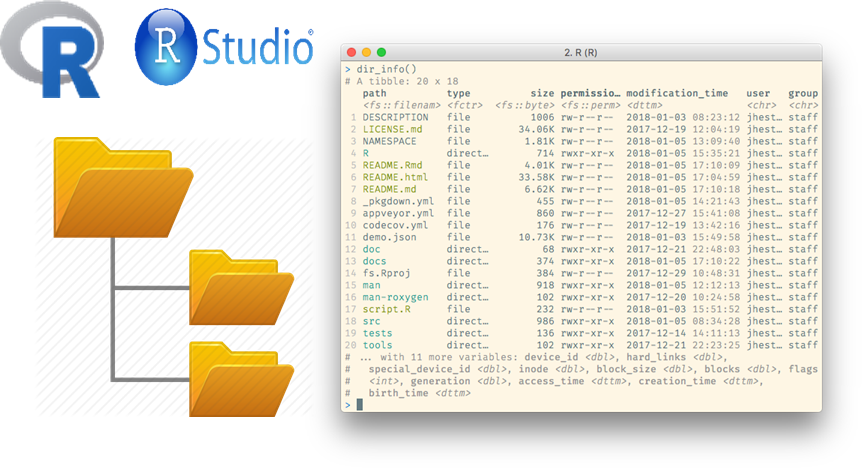 R
R Studio®
2. R (R)
> dir_info()
# A tibble: 20 x 18
path type size permissio… modification_time user group
<fs::filename> <fctr> <fs::byte> <fs::perm> <dttm> <chr> <chr>
1 DESCRIPTION file 1006 rw-r--r-- 2018-01-03 08:23:12 jhest… staff
2 LICENSE.md file 34.06K rw-r--r-- 2017-12-19 12:04:19 jhest… staff
3 NAMESPACE file 1.81K rw-r--r-- 2018-01-05 13:09:40 jhest… staff
4 R direct… 714 rwxr-xr-x 2018-01-05 15:35:21 jhest… staff
5 README.Rmd file 4.01K rw-r--r-- 2018-01-05 17:10:09 jhest… staff
6 README.html file 33.58K rw-r--r-- 2018-01-05 17:04:59 jhest… staff
7 README.md file 6.62K rw-r--r-- 2018-01-05 17:10:18 jhest… staff
8 _pkgdown.yml file 455 rw-r--r-- 2018-01-05 14:21:43 jhest… staff
9 appveyor.yml file 860 rw-r--r-- 2017-12-27 15:41:08 jhest… staff
10 codecov.yml file 176 rw-r--r-- 2017-12-19 13:42:16 jhest… staff
11 demo.json file 10.73K rw-r--r-- 2018-01-03 15:49:58 jhest… staff
12 doc direct… 68 rwxr-xr-x 2017-12-21 22:48:03 jhest… staff
13 docs direct… 374 rwxr-xr-x 2018-01-05 17:10:22 jhest… staff
14 fs.Rproj file 384 rw-r--r-- 2017-12-29 10:48:31 jhest… staff
15 man direct… 918 rwxr-xr-x 2018-01-05 12:12:13 jhest… staff
16 man-roxygen direct… 102 rwxr-xr-x 2017-12-20 10:24:58 jhest… staff
17 script.R file 232 rw-r--r-- 2018-01-03 15:51:52 jhest… staff
18 src direct… 986 rwxr-xr-x 2018-01-05 08:34:28 jhest… staff
19 tests direct… 136 rwxr-xr-x 2017-12-14 14:11:13 jhest… staff
20 tools direct… 102 rwxr-xr-x 2017-12-21 22:23:25 jhest… staff
# … with 11 more variables: device_id <dbl>, hard_links <dbl>,
# special_device_id <dbl>, inode <dbl>, block_size <dbl>, blocks <dbl>, flags
# <int>, generation <dbl>, access_time <dttm>, creation_time <dttm>,
# birth_time <dttm>
>